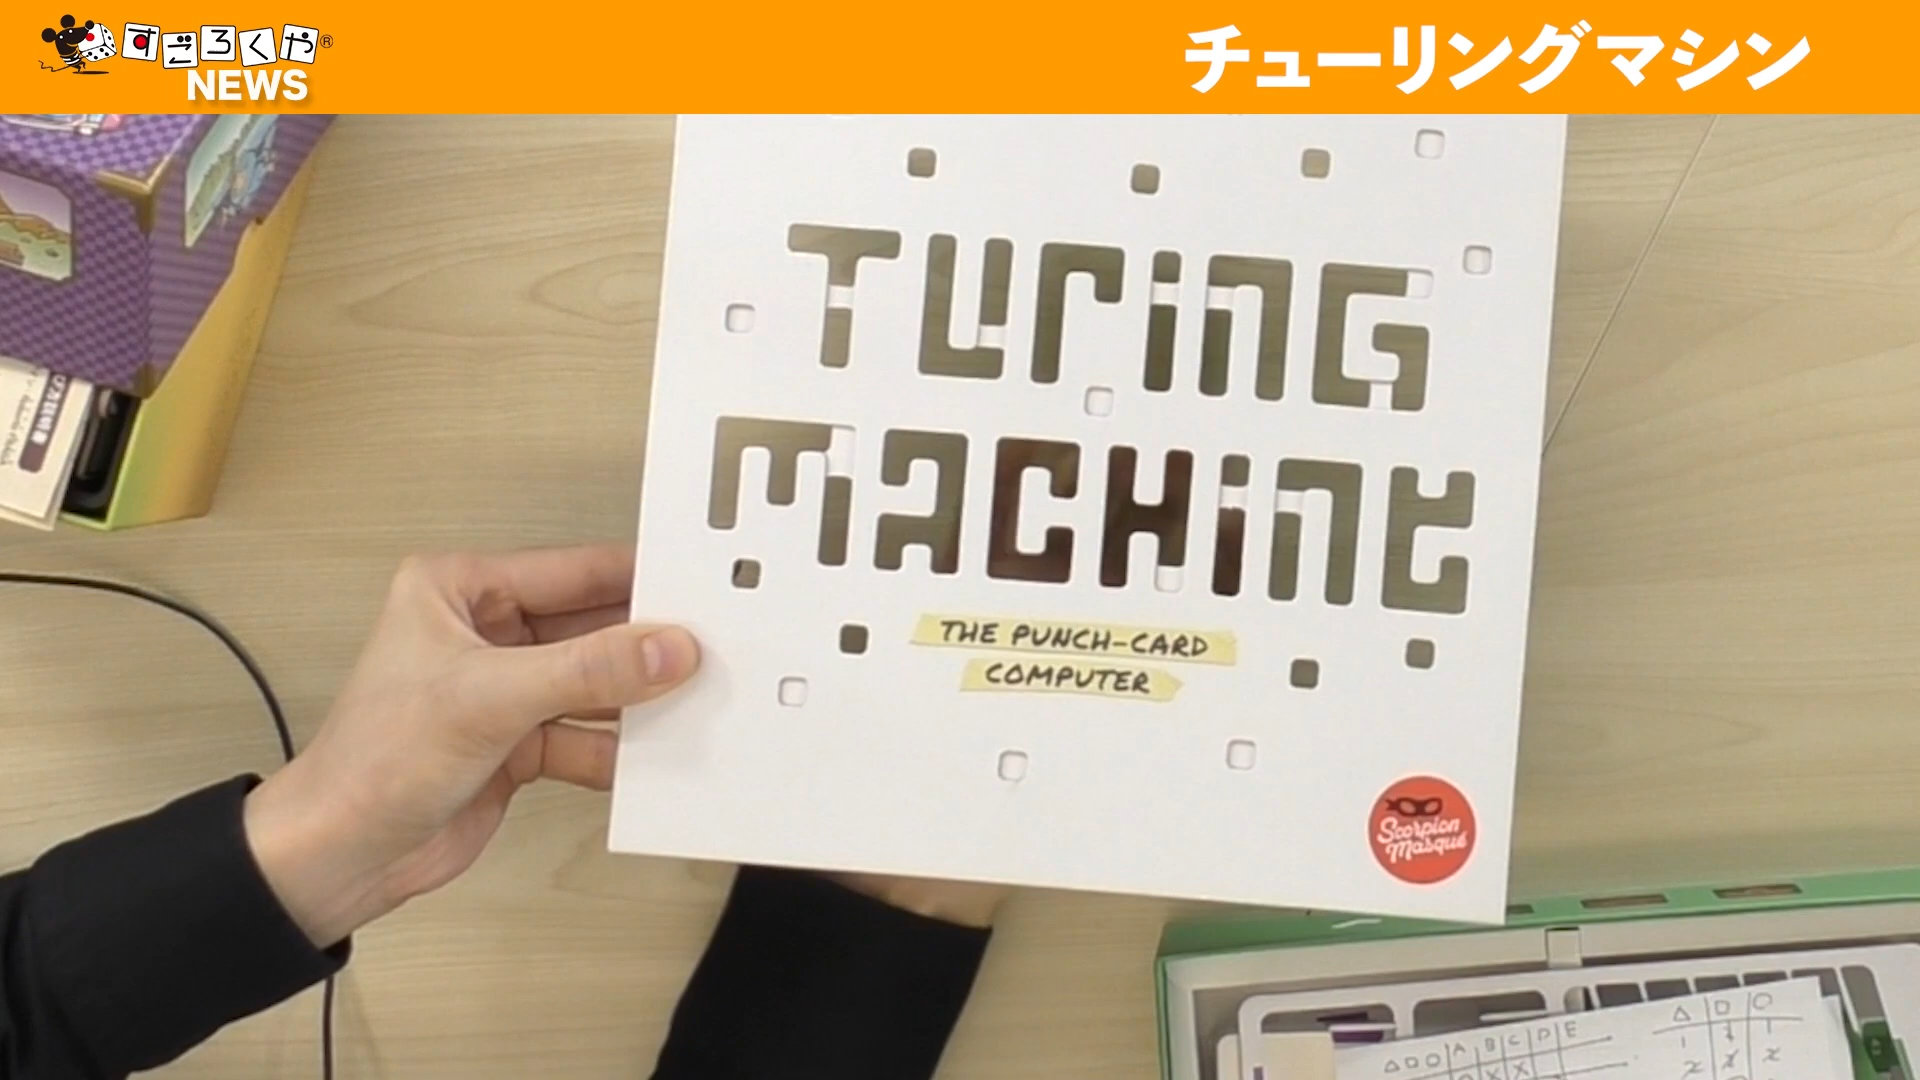 すごろくや®
NEWS
チューリングマシン
TURING
MACHINE
THE PUNCH-CARD
COMPUTER
Scorpion
Masqué
△ □ ○ A B C D E
△ □ ○